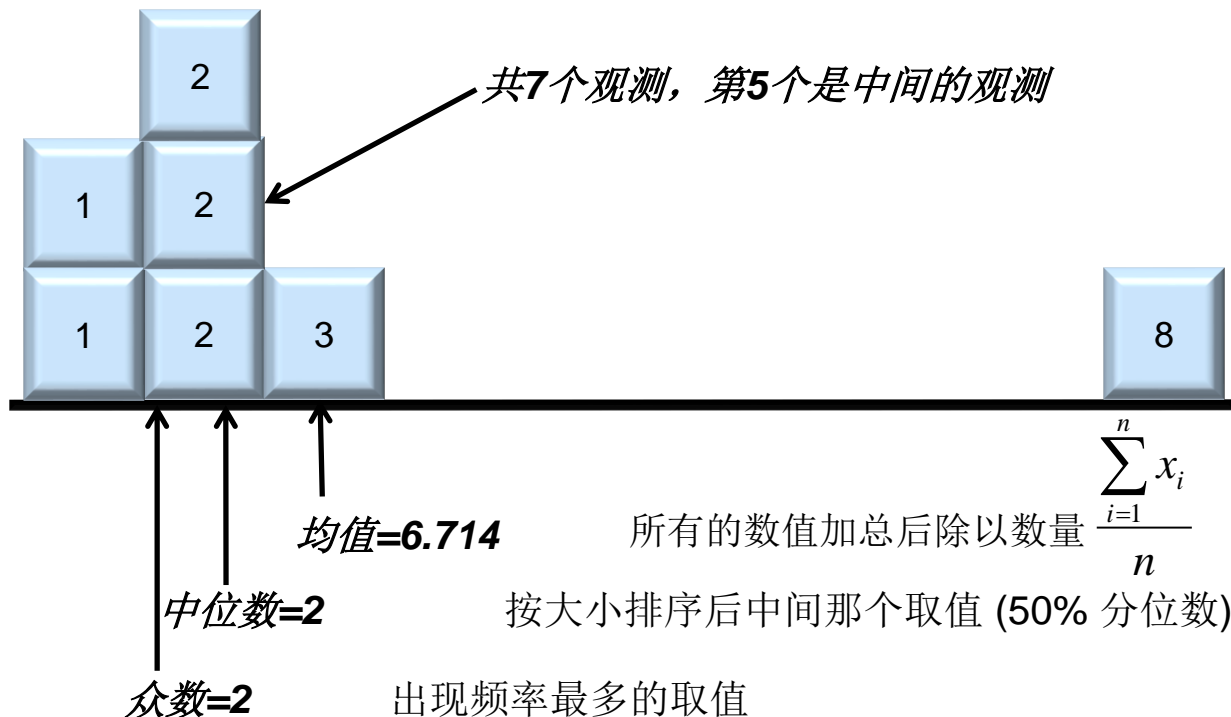 2
共7个观测，第5个是中间的观测
1 2
1 2 3 8
均值=6.714 所有的数值加总后除以数量 \frac{\sum_{i=1}^{n} x_i}{n}
中位数=2 按大小排序后中间那个取值 (50% 分位数)
众数=2 出现频率最多的取值